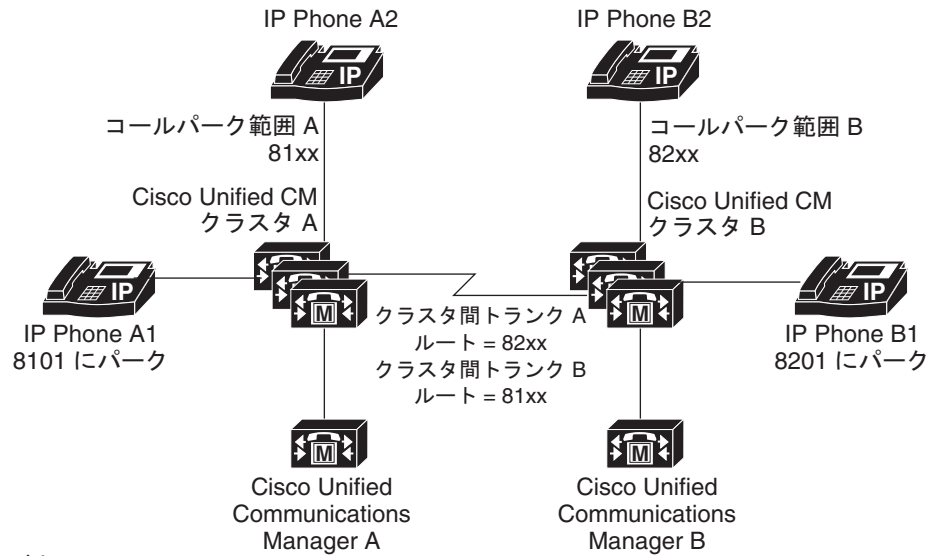 IP Phone A2
IP Phone B2
IP
IP
コールパーク範囲 A
81xx
コールパーク範囲 B
82xx
Cisco Unified CM
クラスタ A
Cisco Unified CM
クラスタ B
IP
IP
M
M
IP Phone A1
8101 にパーク
クラスタ間トランク A
ルート = 82xx
クラスタ間トランク B
ルート = 81xx
IP Phone B1
8201 にパーク
M
M
Cisco Unified
Communications
Manager A
Cisco Unified
Communications
Manager B